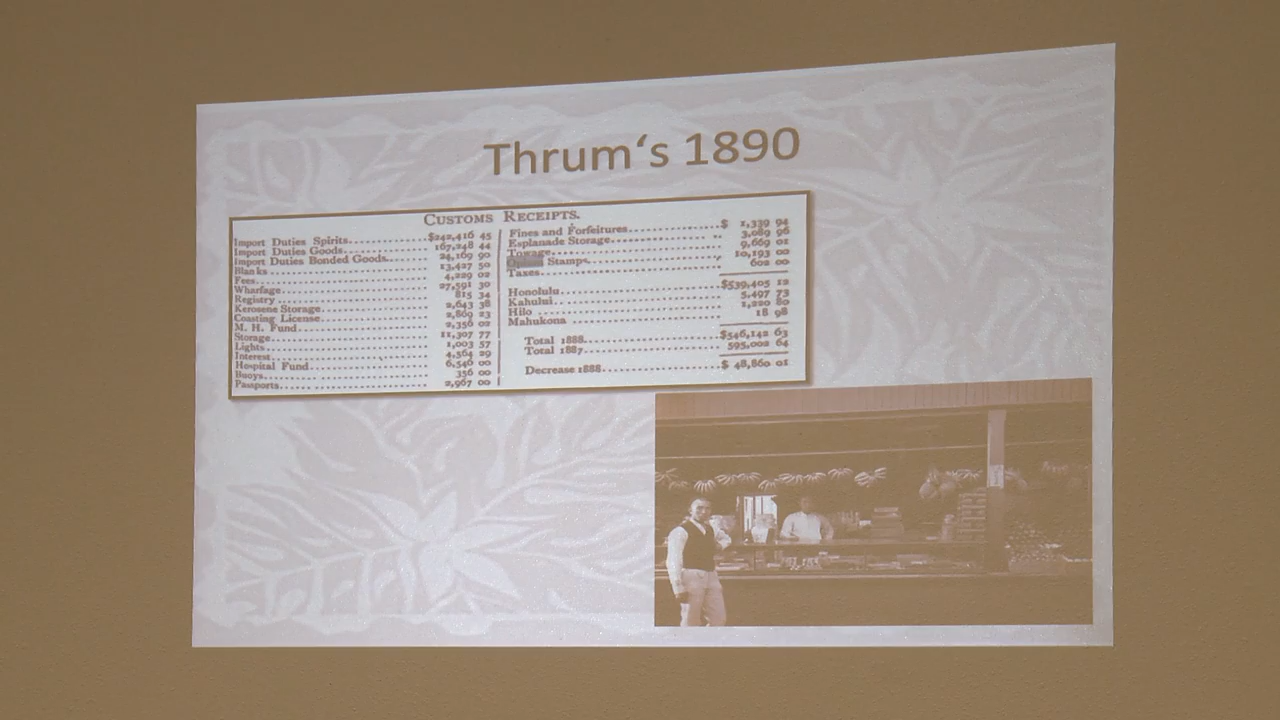 Thrum's 1890
CUSTOMS RECEIPTS.
Import Duties Spirits $242,416 45
Import Duties Goods 167,248 44
Import Duties Bonded Goods 24,169 90
Blanks 13,427 50
Fees 4,229 02
Wharfage 27,591 30
Registry 815 34
Kerosene Storage 2,643 38
Coasting License 2,869 23
M. H. Fund 2,356 02
Storage 11,307 77
Lights 1,003 57
Interest 4,564 29
Hospital Fund 6,546 00
Buoys 356 00
Passports 2,967 00
Fines and Forfeitures $ 1,339 94
Esplanade Storage 3,089 96
Towage 9,669 01
Stamps 10,193 00
Taxes 602 00
Honolulu $539,405 12
Kahului 5,497 73
Hilo 1,220 80
Mahukona 18 98
Total 1888 $546,142 63
Total 1887 595,002 64
Decrease 1888 $ 48,860 01